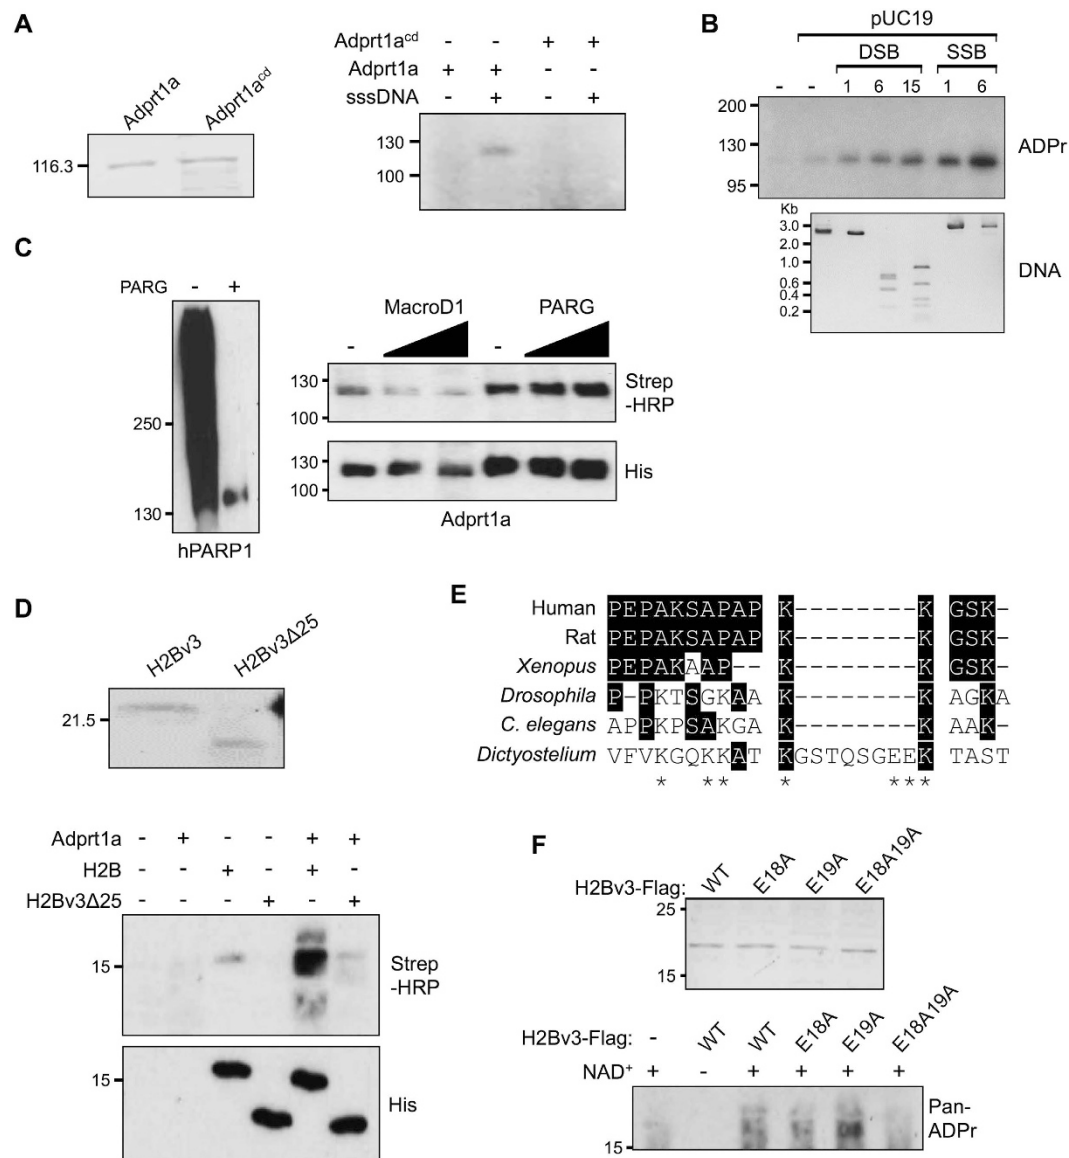 A
Adprt1a
Adprt1a^cd
116.3
Adprt1a^cd - - + +
Adprt1a + + - -
sssDNA - + - +
130
100
B
pUC19
DSB SSB
- - 1 6 15 1 6
200
130
95
ADPr
Kb
3.0
2.0
1.0
0.6
0.4
0.2
DNA
C
PARG - +
250
130
hPARP1
MacroD1 PARG
- -
130
100
Strep
-HRP
130
100
His
Adprt1a
D
H2Bv3
H2Bv3Δ25
21.5
Adprt1a - + - - + +
H2B - - + - + -
H2Bv3Δ25 - - - + - +
15
Strep
-HRP
15
His
E
Human PEPAKSAPAP K--------K GSK-
Rat PEPAKSAPAP K--------K GSK-
Xenopus PEPAKAAP-- K--------K GSK-
Drosophila P-PKTSGKAA K--------K AGKA
C. elegans APPKPSAKGA K--------K AAK-
Dictyostelium VFVKGQKKAT KGSTQSGEEK TAST
* * * * * * *
F
H2Bv3-Flag: WT E18A E19A E18A19A
25
15
H2Bv3-Flag: - WT WT E18A E19A E18A19A
NAD+ + - + + + +
15
Pan-
ADPr